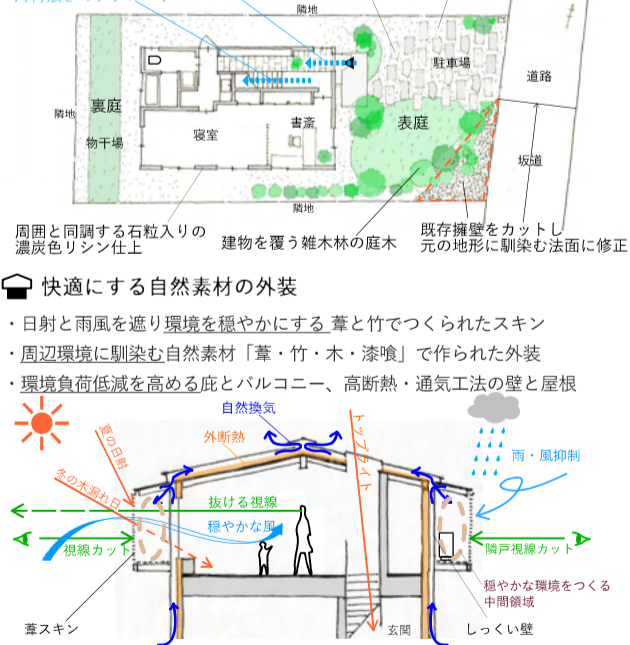 隣地
駐車場
道路
裏庭
隣地
書斎
表庭
物干場
寝室
坂道
隣地
周囲と同調する石粒入りの
濃炭色リシン仕上
建物を覆う雑木林の庭木
既存擁壁をカットし
元の地形に馴染む法面に修正
快適にする自然素材の外装
・日射と雨風を遮り環境を穏やかにする 葦と竹でつくられたスキン
・周辺環境に馴染む自然素材「葦・竹・木・漆喰」で作られた外装
・環境負荷低減を高める庇とバルコニー、高断熱・通気工法の壁と屋根
自然換気
外断熱
トップライト
夏の日射
雨・風抑制
冬の木漏れ日
抜ける視線
穏やかな風
視線カット
隣戸視線カット
穏やかな環境をつくる
中間領域
葦スキン
玄関
しっくい壁